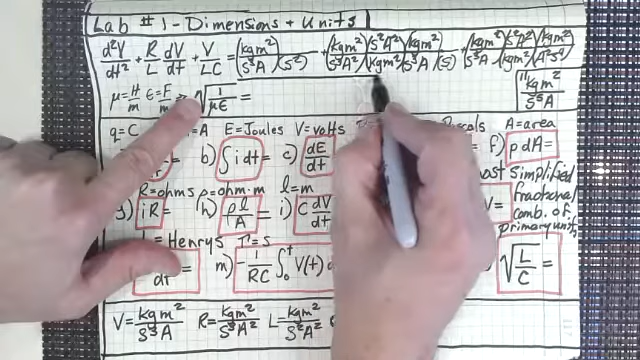 Lab #1 - Dimensions + Units
d²V/dt² + R/L dV/dt + V/LC = (kgm²/S³A)/(S²) + (kgm²/S³A²)(S²A²/kgm²)(kgm²/S³A)/(S) + (kgm²/S³A)(S²A²/kgm²)(kgm²/A²S⁴)
μ=H/m ε=F/m √1/με =
" kgm²/S⁵A
q=C =A E=Joules V=volts Pascals A=area
b) ∫i dt= c) dE/dt f) pdA=
most simplified
R=ohms ρ=ohm·m l=m V= fractional
g) iR= h) ρl/A = i) C dV/dt comb. of
primary units
= Henrys T=s
dt = m) -1/RC ∫₀ᵗ V(t) d √L/C =
V=kgm²/S³A R=kgm²/S³A² L=kgm²/S²A²